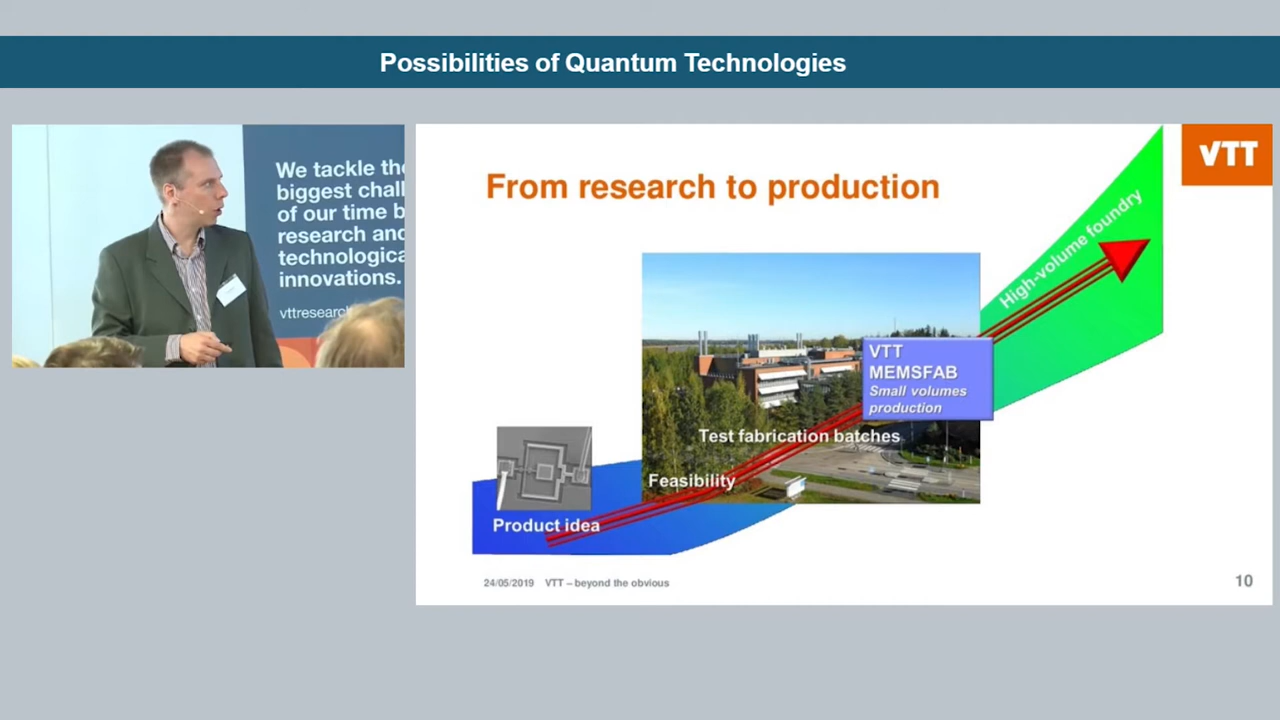 Possibilities of Quantum Technologies
We tackle the
biggest chall
of our time b
research and
technologica
innovations.
vttresearch
VTT
From research to production
High-volume foundry
VTT
MEMSFAB
Small volumes
production
Test fabrication batches
Feasibility
Product idea
24/05/2019 VTT – beyond the obvious
10